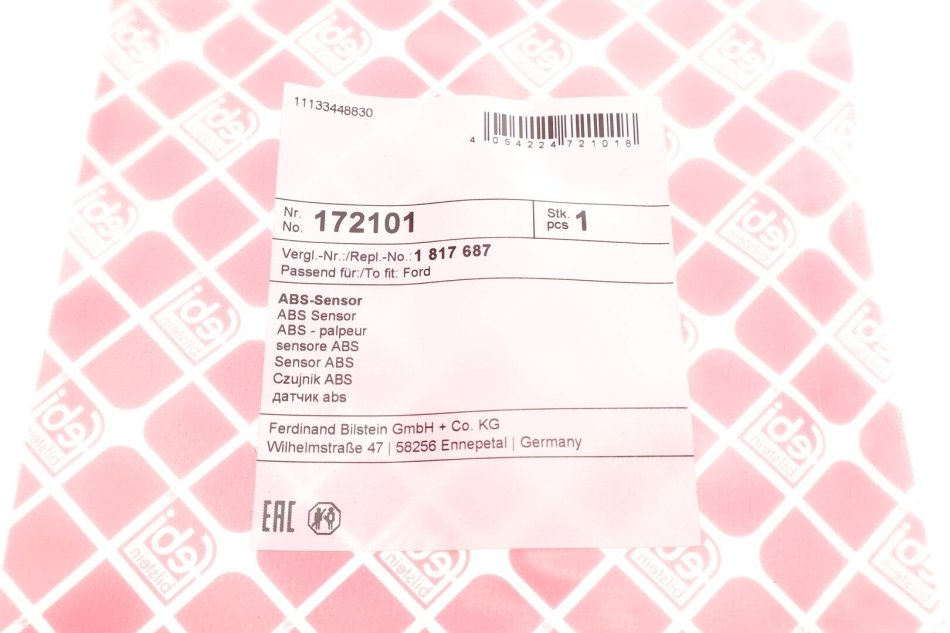 11133448830
4 054224 721018
Nr. No. 172101
Stk. pcs 1
Vergl.-Nr.:/Repl.-No.: 1 817 687
Passend für:/To fit: Ford
ABS-Sensor
ABS Sensor
ABS - palpeur
sensore ABS
Sensor ABS
Czujnik ABS
датчик abs
Ferdinand Bilstein GmbH + Co. KG
Wilhelmstraße 47 | 58256 Ennepetal | Germany
EAC
febi
bilstein